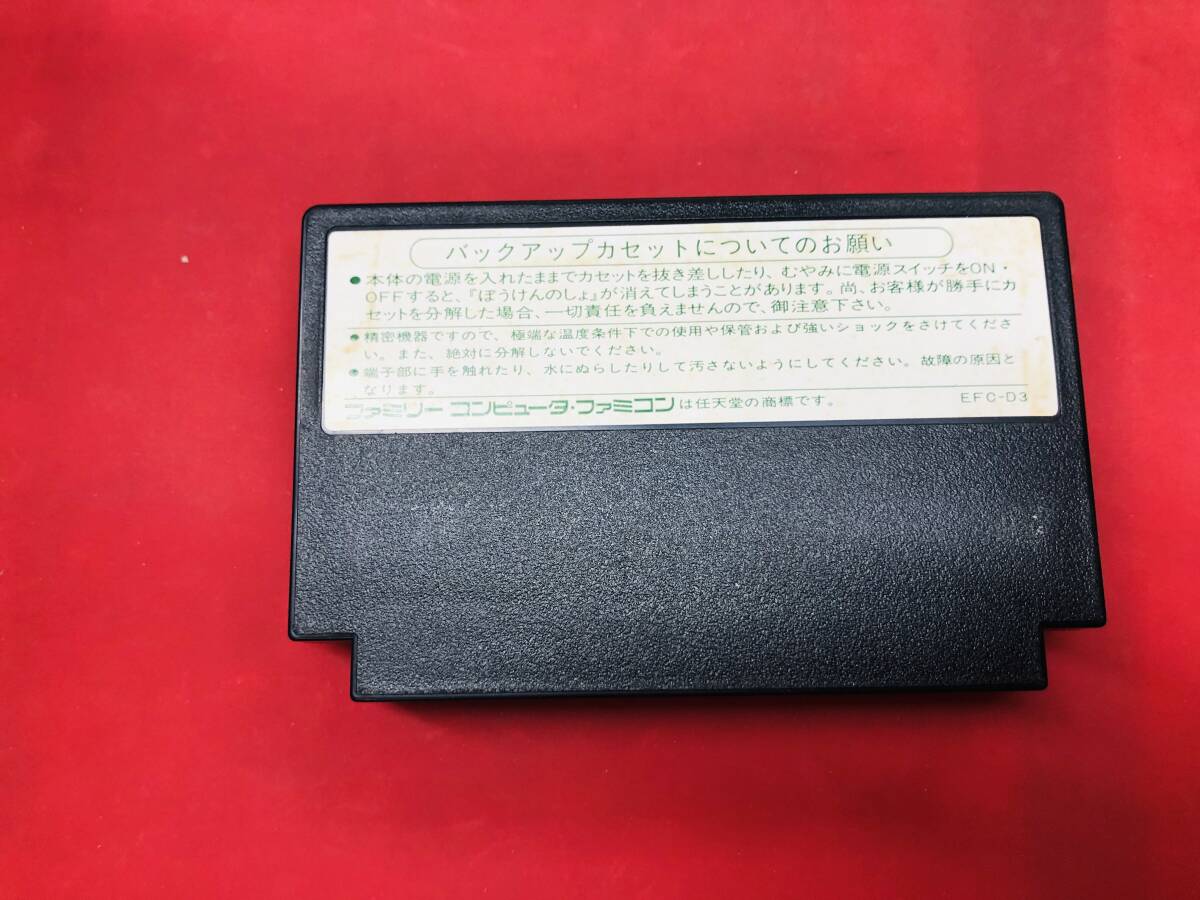 バックアップカセットについてのお願い
●本体の電源を入れたままでカセットを抜き差ししたり、むやみに電源スイッチをON・
OFFすると、『ぼうけんのしょ』が消えてしまうことがあります。尚、お客様が勝手にカ
セットを分解した場合、一切責任を負えませんので、御注意下さい。
●精密機器ですので、極端な温度条件下での使用や保管および強いショックをさけてくださ
い。また、絶対に分解しないでください。
●端子部に手を触れたり、水にぬらしたりして汚さないようにしてください。故障の原因と
なります。
ファミリー コンピュータ・ファミコンは任天堂の商標です。 EFC-D3